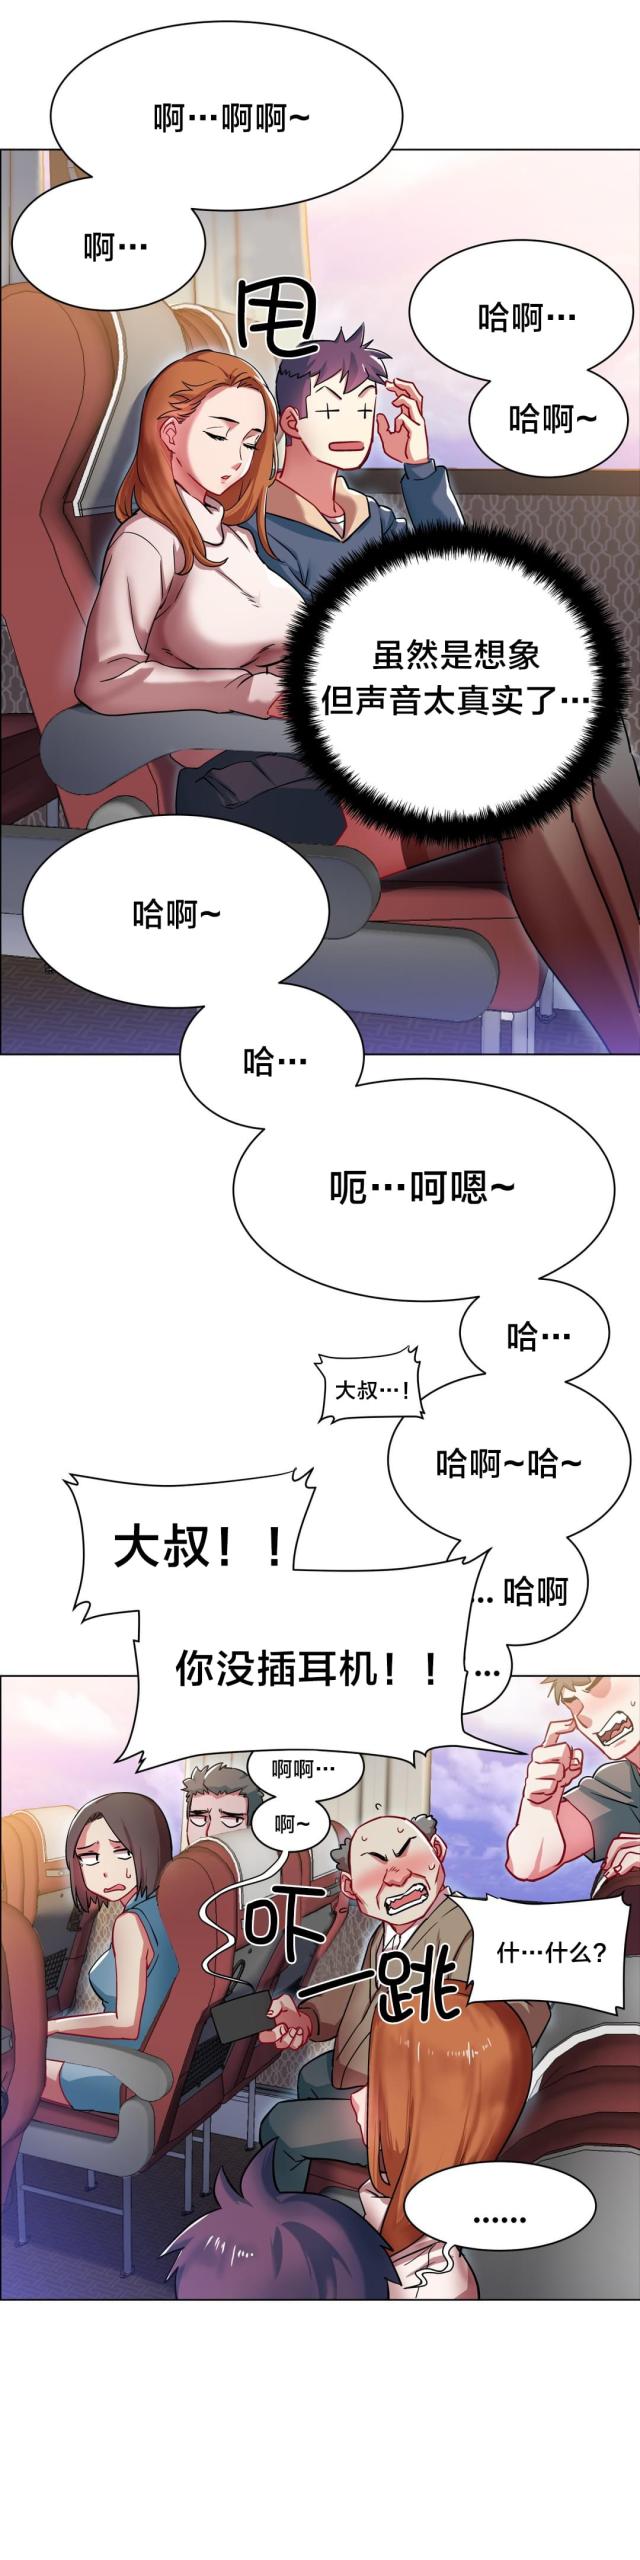 啊…啊啊~
啊…
甩
哈啊…
哈啊~
虽然是想象
但声音太真实了…
哈啊~
哈…
呃…呵嗯~
哈…
大叔…!
哈啊~哈~
大叔！！
...哈啊
你没插耳机！！
...
啊啊…
啊~
吓一跳
什…什么?
......